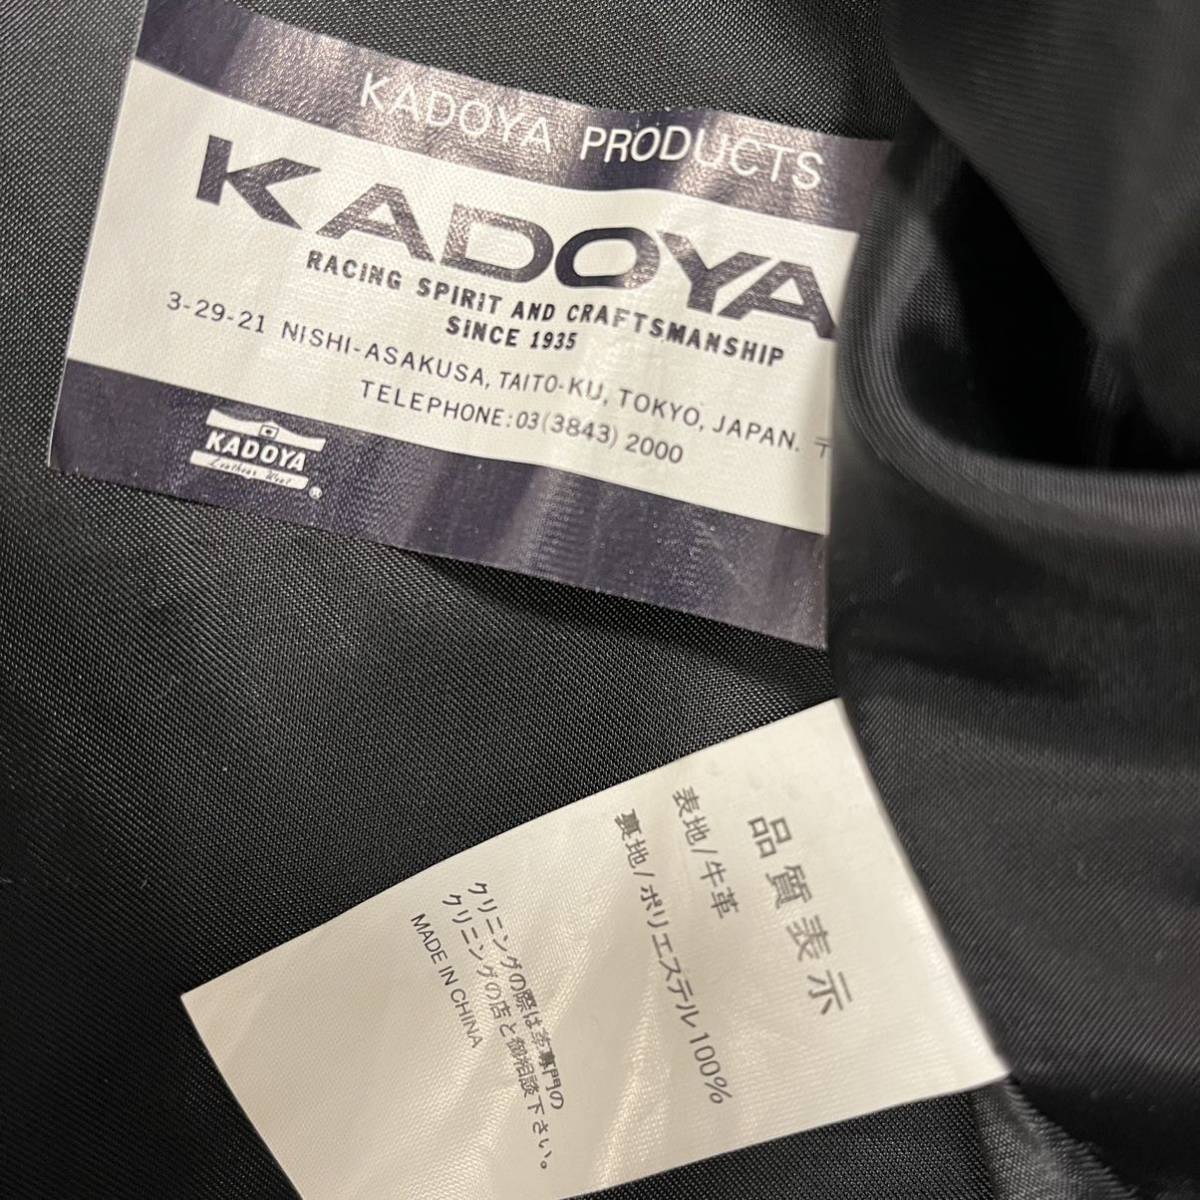 KADOYA PRODUCTS
KADOYA
RACING SPIRIT AND CRAFTSMANSHIP
SINCE 1935
3-29-21 NISHI-ASAKUSA, TAITO-KU, TOKYO, JAPAN. 〒
TELEPHONE: 03(3843) 2000
KADOYA
Leather Wear
®
品質表示
表地/牛革
裏地/ポリエステル100%
クリニングの際は革專門の
クリニングの店と御相談下さい。
MADE IN CHINA